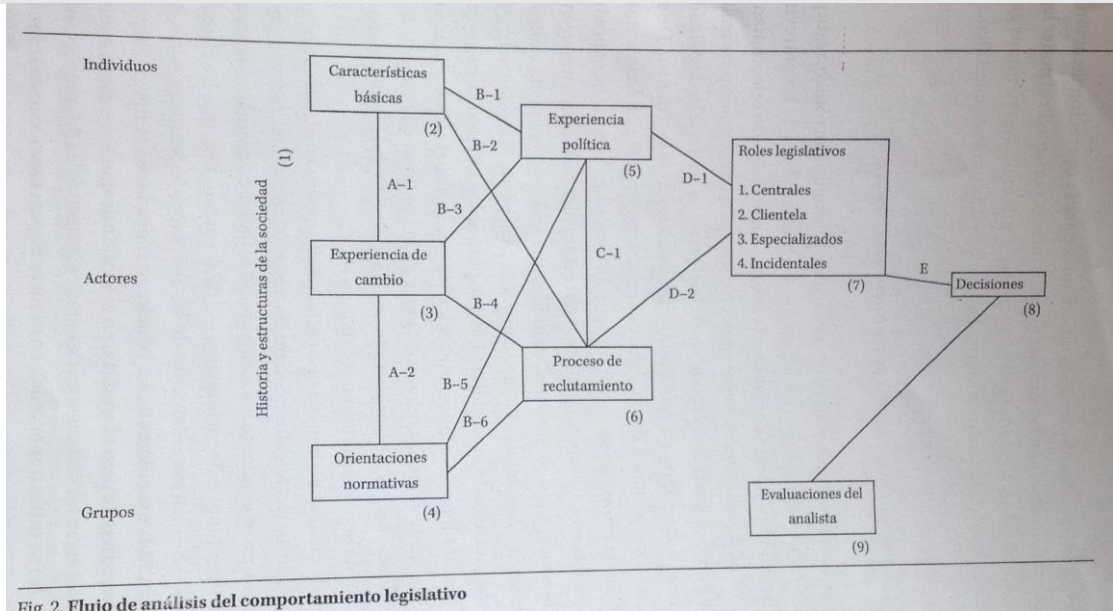 Individuos
Características
básicas
(2)
B–1
B–2
Experiencia
política
(5)
D–1
Roles legislativos
1. Centrales
2. Clientela
3. Especializados
4. Incidentales
(7)
Historia y estructuras de la sociedad
(1)
A–1
B–3
Actores
Experiencia de
cambio
(3)
B–4
C–1
D–2
E
Decisiones
(8)
A–2
B–5
B–6
Proceso de
reclutamiento
(6)
Orientaciones
normativas
(4)
Grupos
Evaluaciones del
analista
(9)
Fig. 2. Flujo de análisis del comportamiento legislativo